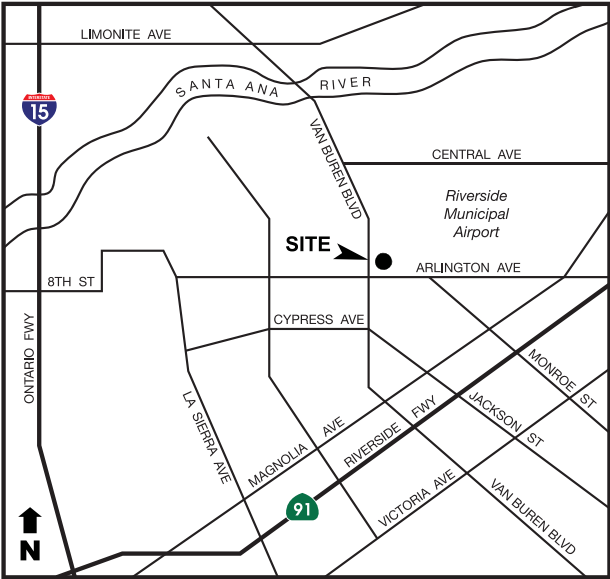 LIMONITE AVE
SANTA ANA RIVER
INTERSTATE
15
VAN BUREN BLVD
CENTRAL AVE
Riverside
Municipal
Airport
SITE
ARLINGTON AVE
8TH ST
CYPRESS AVE
ONTARIO FWY
LA SIERRA AVE
MAGNOLIA AVE
RIVERSIDE FWY
MONROE ST
JACKSON ST
VICTORIA AVE
VAN BUREN BLVD
91
N